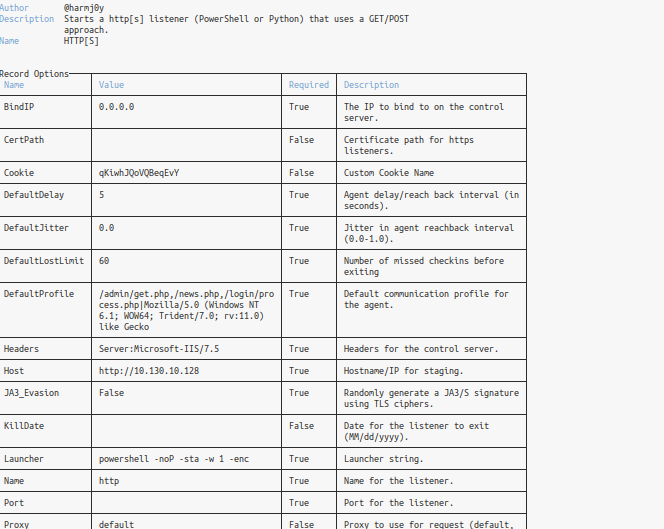 Author @harmj0y
Description Starts a http[s] listener (PowerShell or Python) that uses a GET/POST
approach.
Name HTTP[S]
Record Options
Name Value Required Description
BindIP 0.0.0.0 True The IP to bind to on the control
server.
CertPath False Certificate path for https
listeners.
Cookie qKiwhJQoVQBeqEvY False Custom Cookie Name
DefaultDelay 5 True Agent delay/reach back interval (in
seconds).
DefaultJitter 0.0 True Jitter in agent reachback interval
(0.0-1.0).
DefaultLostLimit 60 True Number of missed checkins before
exiting
DefaultProfile /admin/get.php,/news.php,/login/pro True Default communication profile for
cess.php|Mozilla/5.0 (Windows NT the agent.
6.1; WOW64; Trident/7.0; rv:11.0)
like Gecko
Headers Server:Microsoft-IIS/7.5 True Headers for the control server.
Host http://10.130.10.128 True Hostname/IP for staging.
JA3_Evasion False True Randomly generate a JA3/S signature
using TLS ciphers.
KillDate False Date for the listener to exit
(MM/dd/yyyy).
Launcher powershell -noP -sta -w 1 -enc True Launcher string.
Name http True Name for the listener.
Port True Port for the listener.
Proxy default False Proxy to use for request (default,